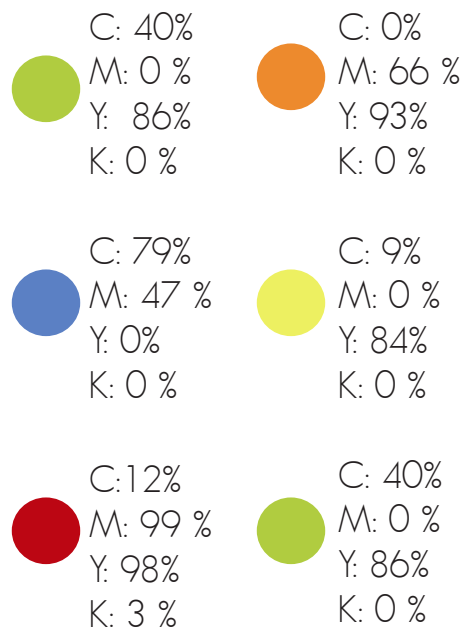 C: 40%
M: 0 %
Y: 86%
K: 0 %
C: 0%
M: 66 %
Y: 93%
K: 0 %
C: 79%
M: 47 %
Y: 0%
K: 0 %
C: 9%
M: 0 %
Y: 84%
K: 0 %
C:12%
M: 99 %
Y: 98%
K: 3 %
C: 40%
M: 0 %
Y: 86%
K: 0 %